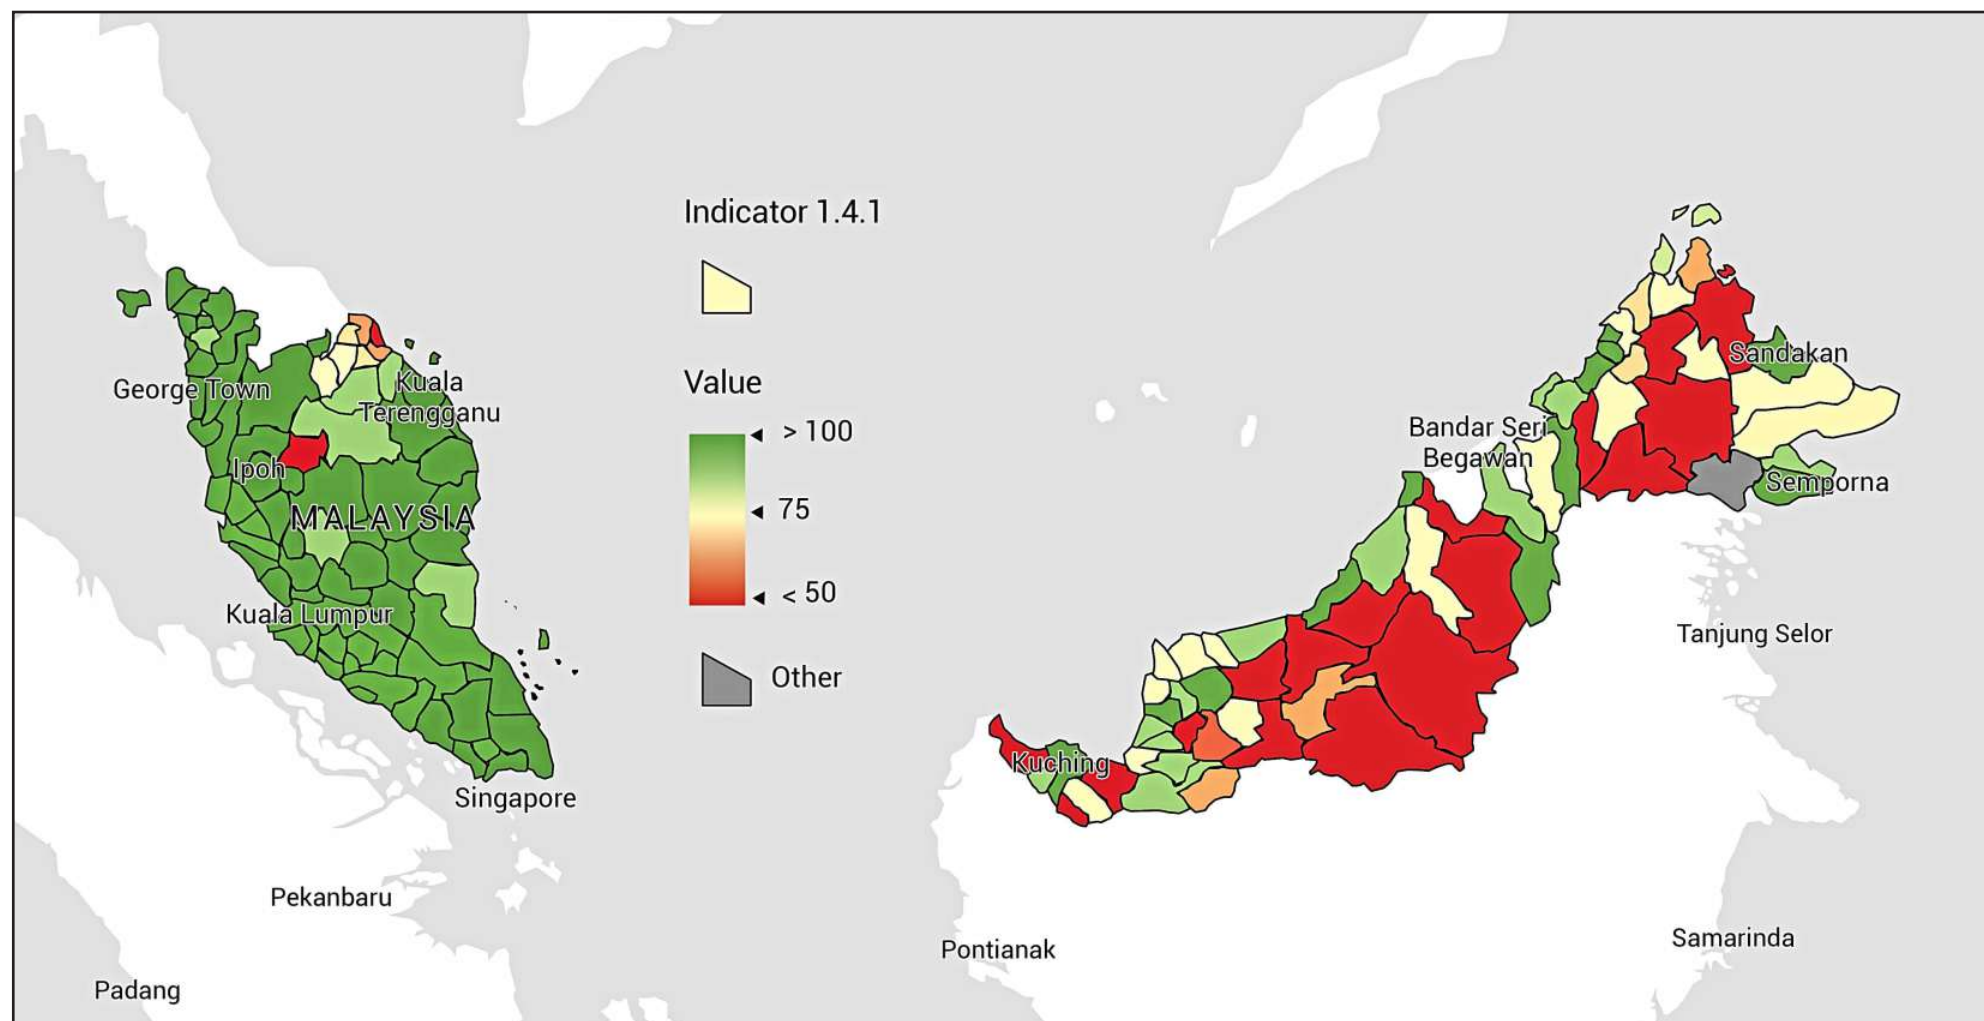 Indicator 1.4.1
Value
> 100
75
< 50
Other
George Town
Kuala
Terengganu
Ipoh
MALAYSIA
Kuala Lumpur
Singapore
Pekanbaru
Padang
Sandakan
Bandar Seri
Begawan
Semporna
Tanjung Selor
Kuching
Pontianak
Samarinda